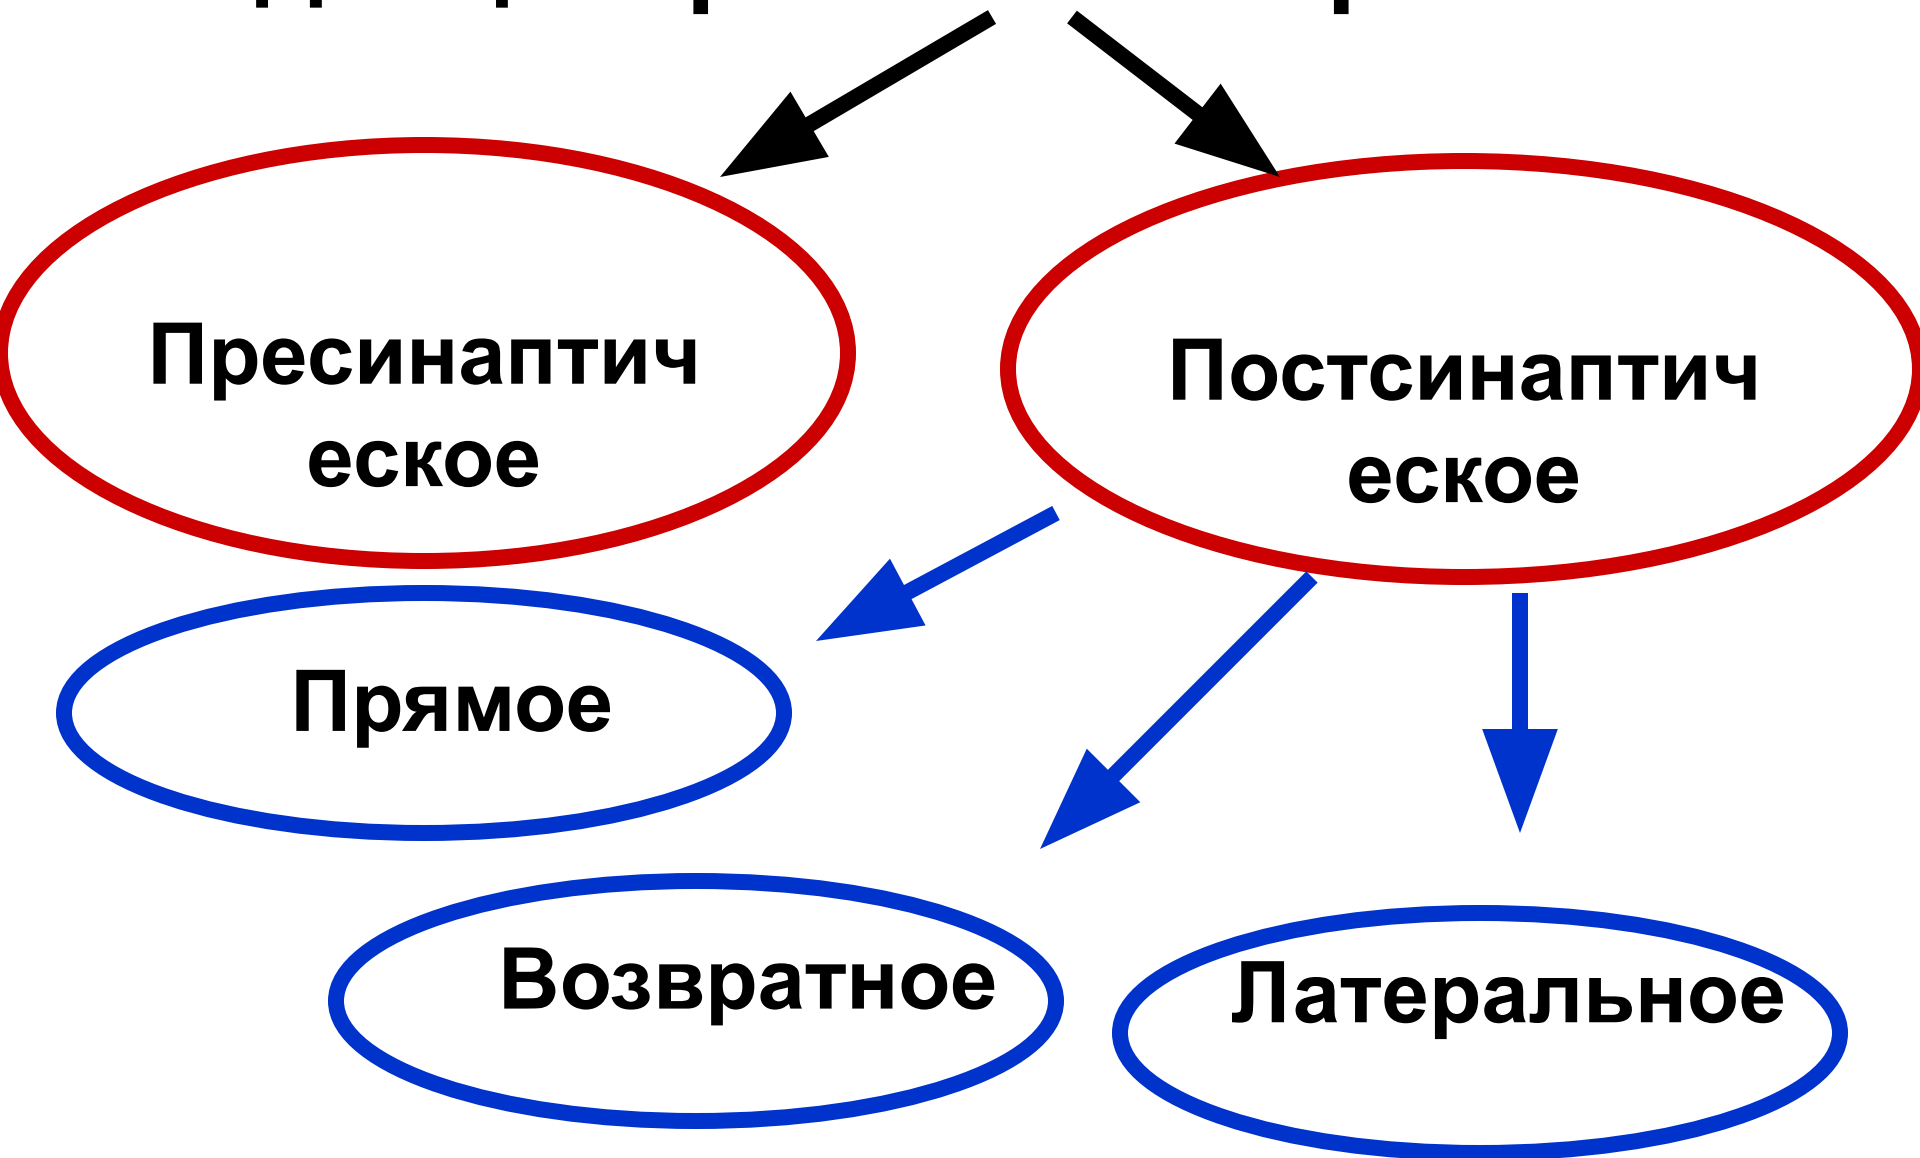 Пресинаптич
еское
Постсинаптич
еское
Прямое
Возвратное
Латеральное